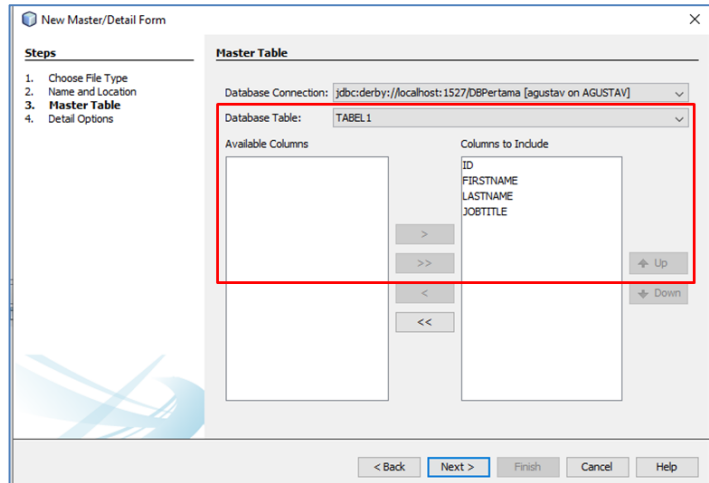 New Master/Detail Form
Steps
1. Choose File Type
2. Name and Location
3. Master Table
4. Detail Options
Master Table
Database Connection: jdbc:derby://localhost:1527/DBPertama [agustav on AGUSTAV]
Database Table: TABEL1
Available Columns
Columns to Include
ID
FIRSTNAME
LASTNAME
JOBTITLE
>
>>
<
<<
Up
Down
< Back Next > Finish Cancel Help